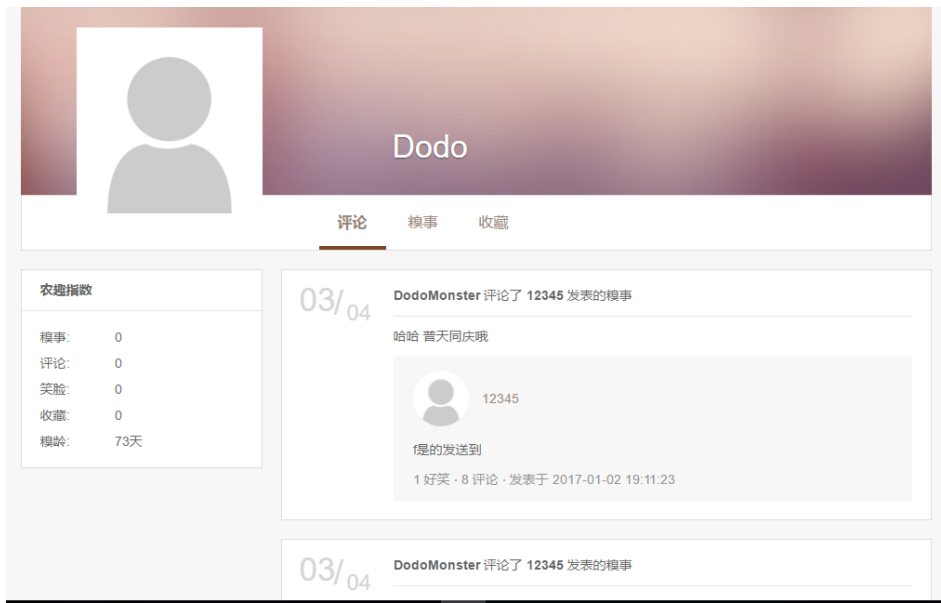 Dodo
评论 糗事 收藏
农趣指数
糗事: 0
评论: 0
笑脸: 0
收藏: 0
糗龄: 73天
03/04
DodoMonster 评论了 12345 发表的糗事
哈哈 普天同庆哦
12345
f是的发送到
1 好笑 · 8 评论 · 发表于 2017-01-02 19:11:23
03/04
DodoMonster 评论了 12345 发表的糗事